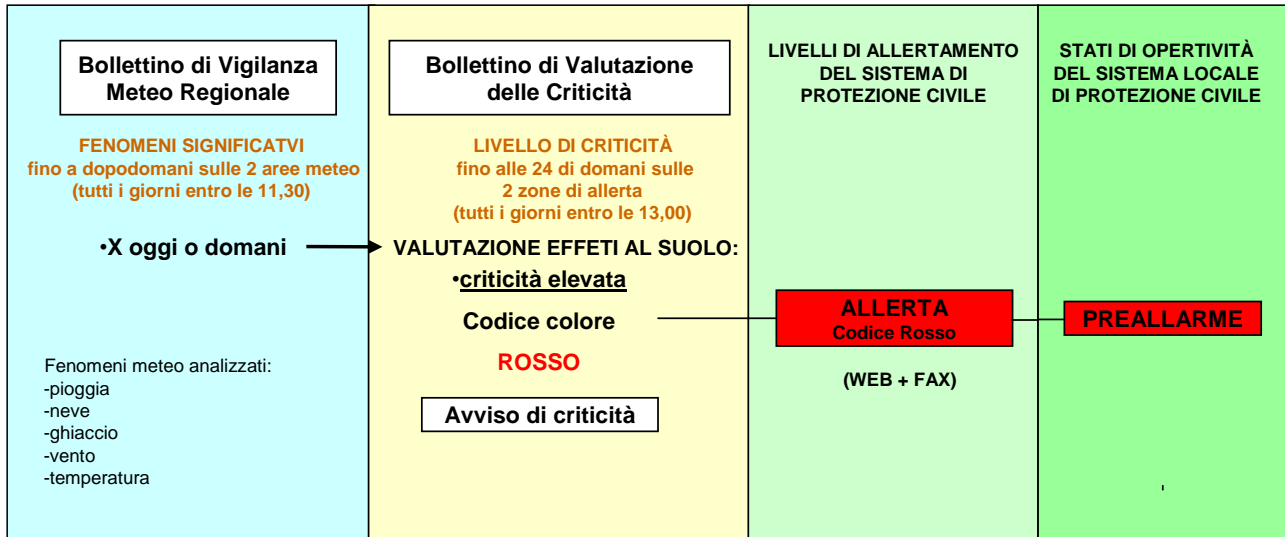 Bollettino di Vigilanza
Meteo Regionale
FENOMENI SIGNIFICATVI
fino a dopodomani sulle 2 aree meteo
(tutti i giorni entro le 11,30)
•X oggi o domani
Fenomeni meteo analizzati:
-pioggia
-neve
-ghiaccio
-vento
-temperatura
Bollettino di Valutazione
delle Criticità
LIVELLO DI CRITICITÀ
fino alle 24 di domani sulle
2 zone di allerta
(tutti i giorni entro le 13,00)
VALUTAZIONE EFFETI AL SUOLO:
•criticità elevata
Codice colore
ROSSO
Avviso di criticità
LIVELLI DI ALLERTAMENTO
DEL SISTEMA DI
PROTEZIONE CIVILE
ALLERTA
Codice Rosso
(WEB + FAX)
STATI DI OPERTIVITÀ
DEL SISTEMA LOCALE
DI PROTEZIONE CIVILE
PREALLARME